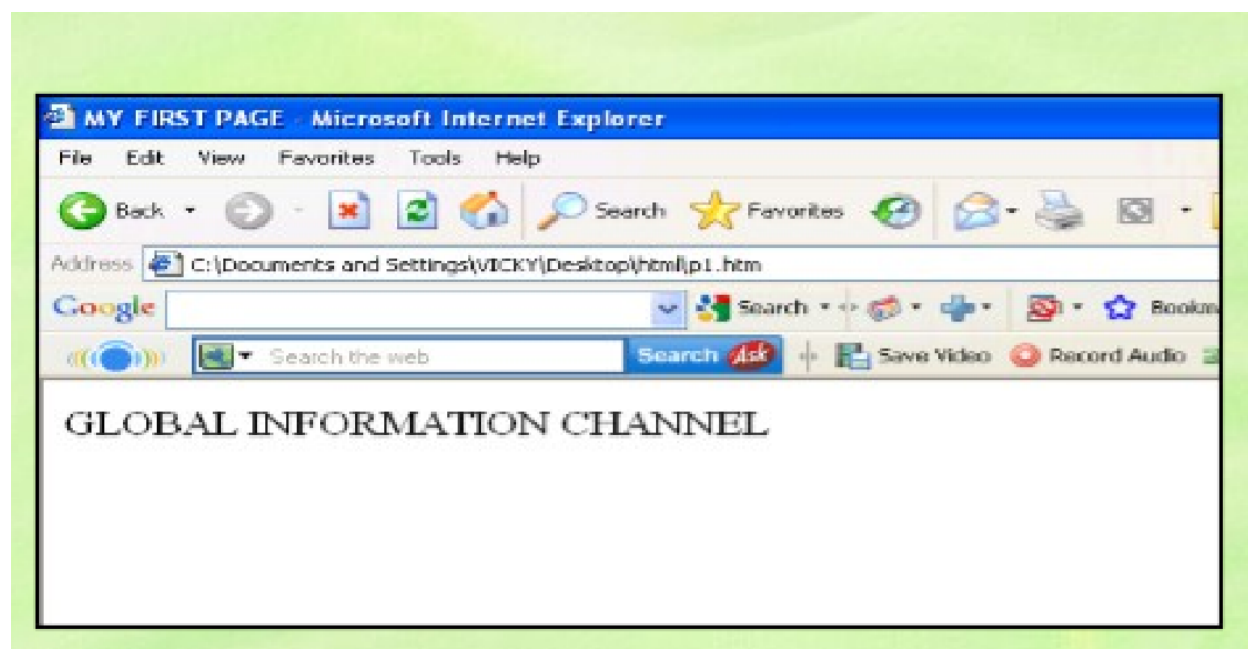 MY FIRST PAGE - Microsoft Internet Explorer
File Edit View Favorites Tools Help
Back Search Favorites
Address C:\Documents and Settings\VICKY\Desktop\html\p1.htm
Google Search Bookm
Search the web Search Ask Save Video Record Audio
GLOBAL INFORMATION CHANNEL